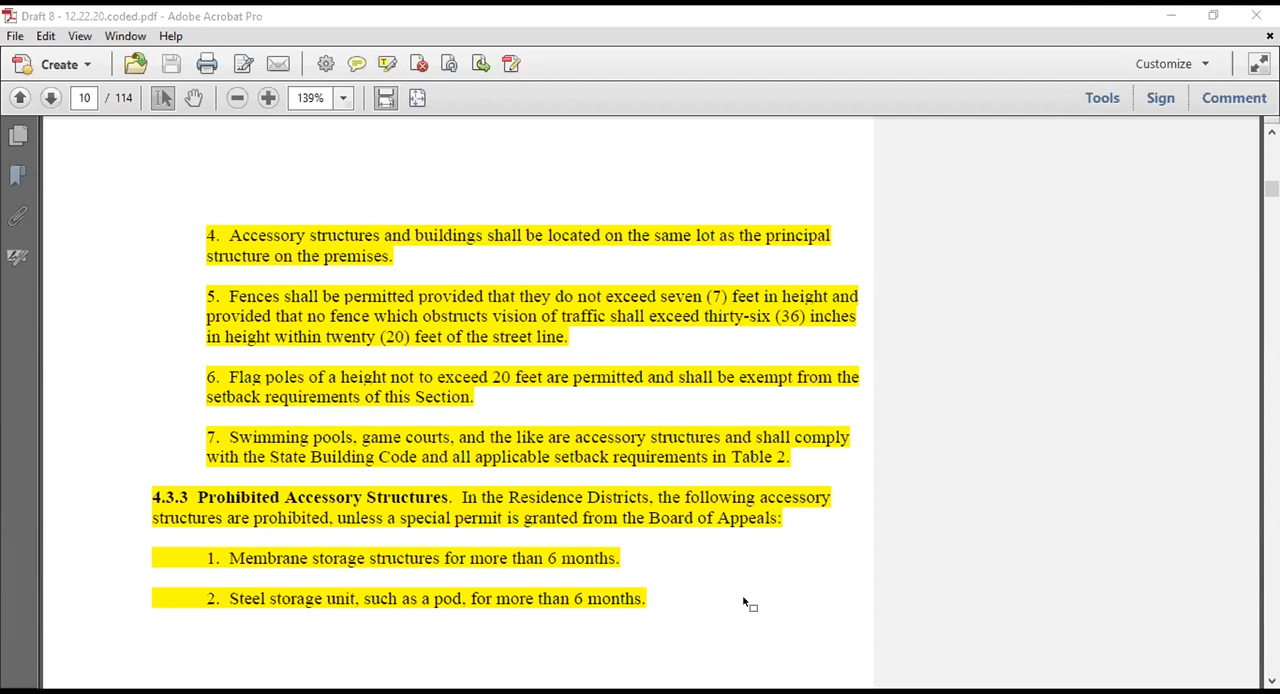 Draft 8 - 12.22.20.coded.pdf - Adobe Acrobat Pro
File Edit View Window Help
Create Customize
10 / 114 139% Tools Sign Comment
4. Accessory structures and buildings shall be located on the same lot as the principal
structure on the premises.
5. Fences shall be permitted provided that they do not exceed seven (7) feet in height and
provided that no fence which obstructs vision of traffic shall exceed thirty-six (36) inches
in height within twenty (20) feet of the street line.
6. Flag poles of a height not to exceed 20 feet are permitted and shall be exempt from the
setback requirements of this Section.
7. Swimming pools, game courts, and the like are accessory structures and shall comply
with the State Building Code and all applicable setback requirements in Table 2.
4.3.3 Prohibited Accessory Structures. In the Residence Districts, the following accessory
structures are prohibited, unless a special permit is granted from the Board of Appeals:
1. Membrane storage structures for more than 6 months.
2. Steel storage unit, such as a pod, for more than 6 months.